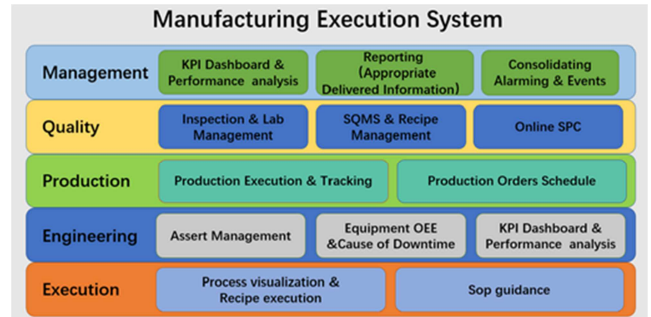 Manufacturing Execution System
Management
KPI Dashboard &
Performance analysis
Reporting
(Appropriate
Delivered Information)
Consolidating
Alarming & Events
Quality
Inspection & Lab
Management
SQMS & Recipe
Management
Online SPC
Production
Production Execution & Tracking
Production Orders Schedule
Engineering
Assert Management
Equipment OEE
&Cause of Downtime
KPI Dashboard &
Performance analysis
Execution
Process visualization &
Recipe execution
Sop guidance